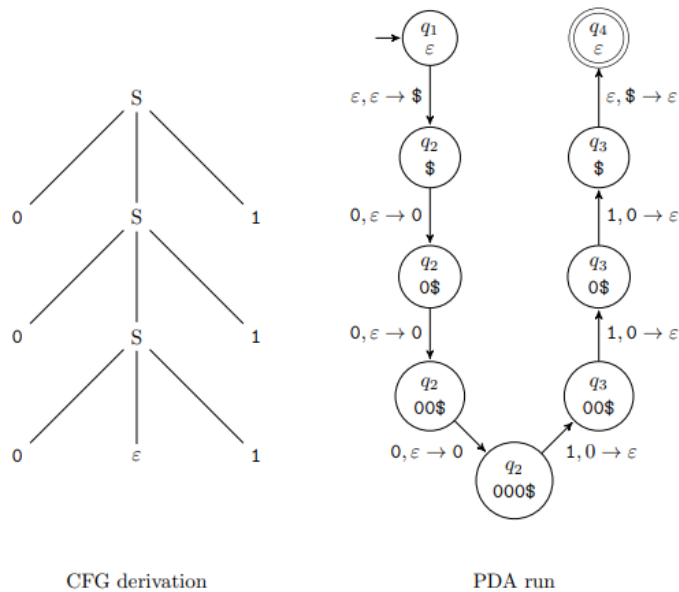 S
0 S 1
0 S 1
0 ε 1
CFG derivation
q₁
ε
ε, ε → $
q₂
$
0, ε → 0
q₂
0$
0, ε → 0
q₂
00$
0, ε → 0
q₂
000$
1, 0 → ε
q₃
00$
1, 0 → ε
q₃
0$
1, 0 → ε
q₃
$
ε, $ → ε
q₄
ε
PDA run